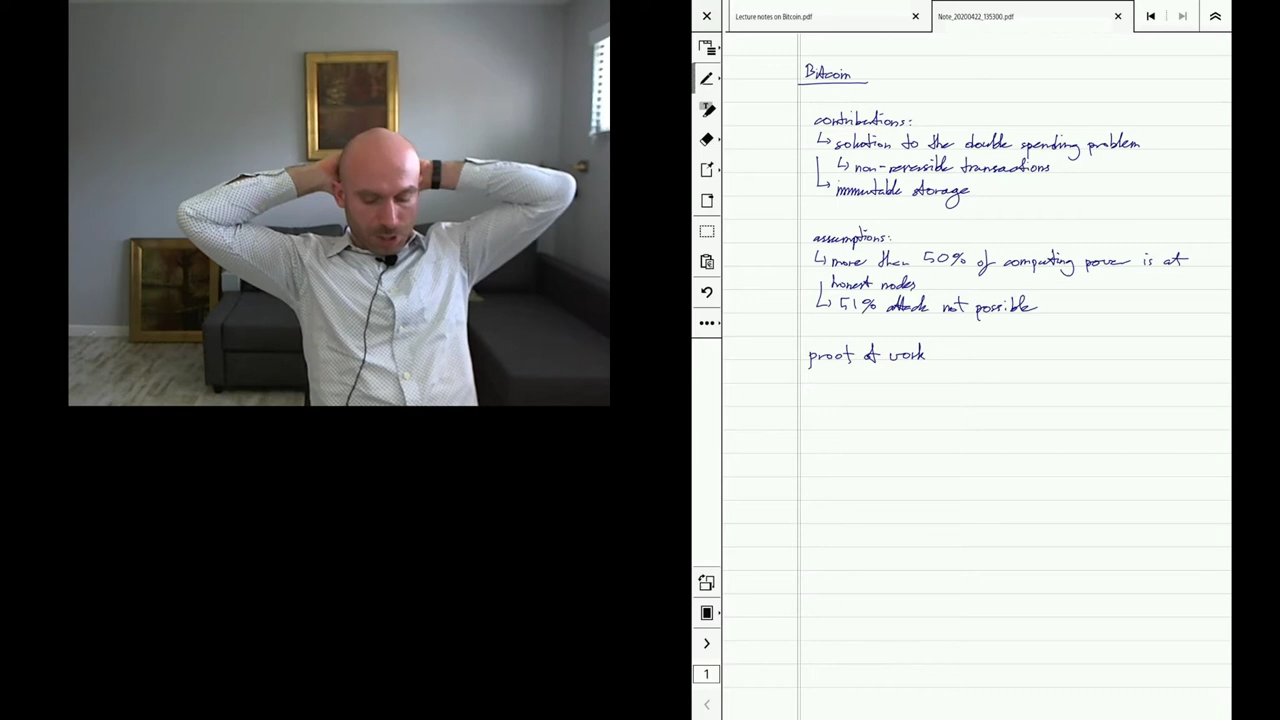 Lecture notes on Bitcoin.pdf
Note_20200422_135300.pdf
Bitcoin
contributions:
↳ solution to the double spending problem
↳ non-reversible transactions
↳ immutable storage
assumptions:
↳ more than 50% of computing power is at
honest nodes
↳ 51% attack not possible
proof of work
1